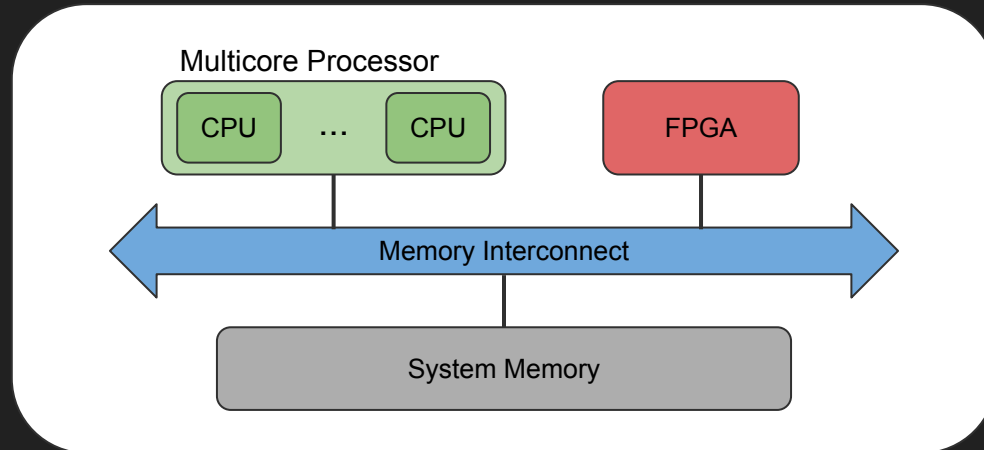 Multicore Processor
CPU ... CPU
FPGA
Memory Interconnect
System Memory